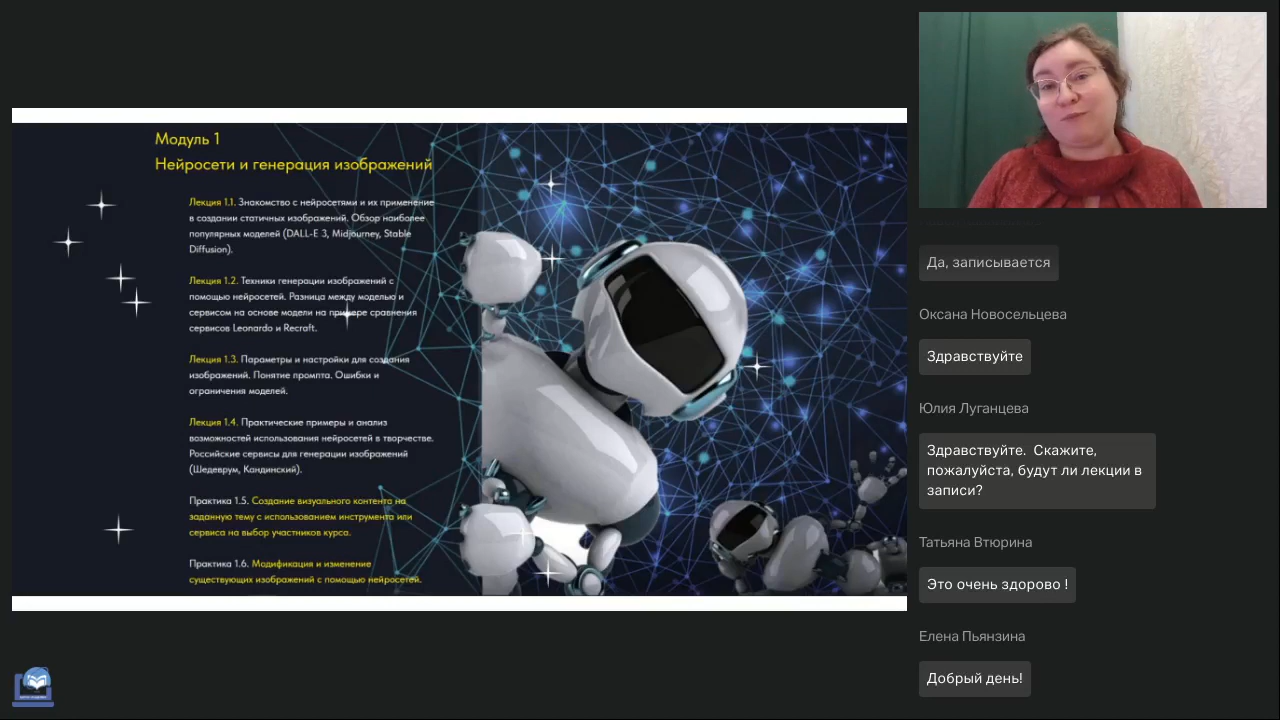 Модуль 1
Нейросети и генерация изображений
Лекция 1.1. Знакомство с нейросетями и их применение
в создании статичных изображений. Обзор наиболее
популярных моделей (DALL-E 3, Midjourney, Stable
Diffusion).
Лекция 1.2. Техники генерации изображений с
помощью нейросетей. Разница между моделью и
сервисом на основе модели на примере сравнения
сервисов Leonardo и Recraft.
Лекция 1.3. Параметры и настройки для создания
изображений. Понятие промпта. Ошибки и
ограничения моделей.
Лекция 1.4. Практические примеры и анализ
возможностей использования нейросетей в творчестве.
Российские сервисы для генерации изображений
(Шедеврум, Кандинский).
Практика 1.5. Создание визуального контента на
заданную тему с использованием инструмента или
сервиса на выбор участников курса.
Практика 1.6. Модификация и изменение
существующих изображений с помощью нейросетей.
Да, записывается
Оксана Новосельцева
Здравствуйте
Юлия Луганцева
Здравствуйте. Скажите,
пожалуйста, будут ли лекции в
записи?
Татьяна Втюрина
Это очень здорово !
Елена Пьянзина
Добрый день!